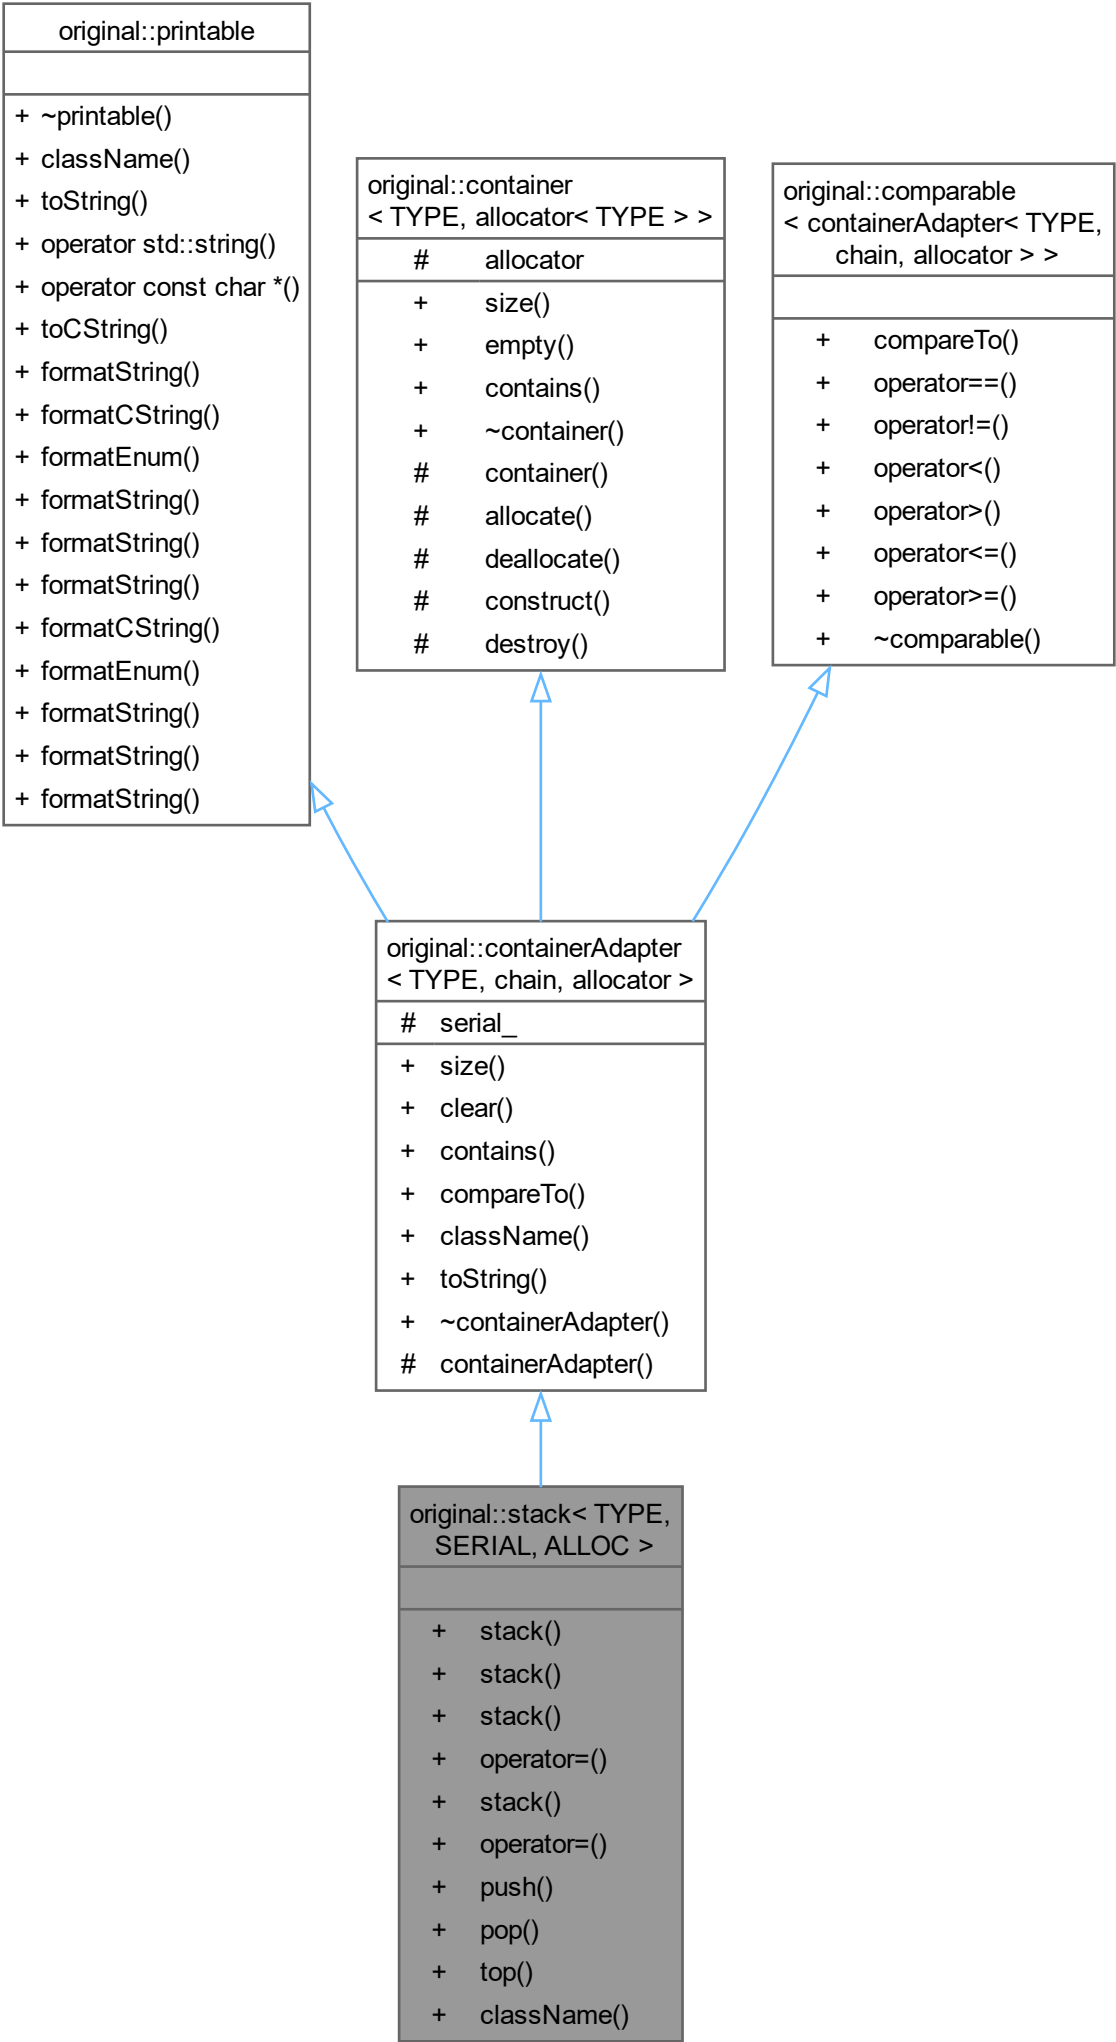 original::printable
+ ~printable()
+ className()
+ toString()
+ operator std::string()
+ operator const char *()
+ toCString()
+ formatString()
+ formatCString()
+ formatEnum()
+ formatString()
+ formatString()
+ formatString()
+ formatCString()
+ formatEnum()
+ formatString()
+ formatString()
+ formatString()
original::container
< TYPE, allocator< TYPE > >
# allocator
+ size()
+ empty()
+ contains()
+ ~container()
# container()
# allocate()
# deallocate()
# construct()
# destroy()
original::comparable
< containerAdapter< TYPE,
chain, allocator > >
+ compareTo()
+ operator==()
+ operator!=()
+ operator<()
+ operator>()
+ operator<=()
+ operator>=()
+ ~comparable()
original::containerAdapter
< TYPE, chain, allocator >
# serial_
+ size()
+ clear()
+ contains()
+ compareTo()
+ className()
+ toString()
+ ~containerAdapter()
# containerAdapter()
original::stack< TYPE,
SERIAL, ALLOC >
+ stack()
+ stack()
+ stack()
+ operator=()
+ stack()
+ operator=()
+ push()
+ pop()
+ top()
+ className()